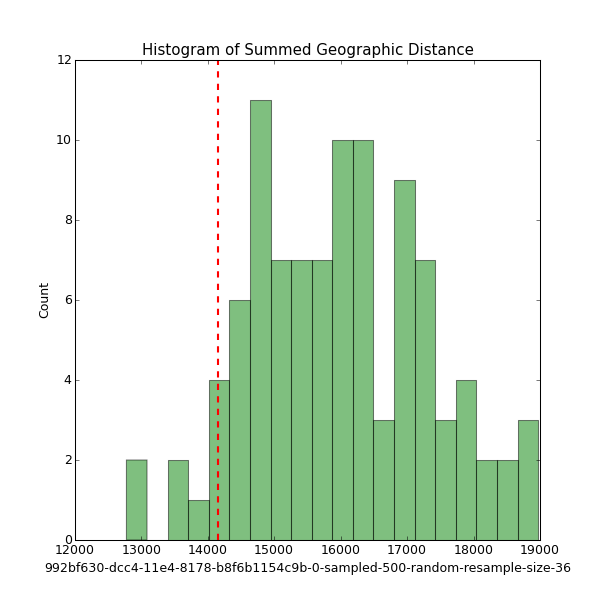 Histogram of Summed Geographic Distance
12
10
8
6
4
2
0
Count
12000 13000 14000 15000 16000 17000 18000 19000
992bf630-dcc4-11e4-8178-b8f6b1154c9b-0-sampled-500-random-resample-size-36